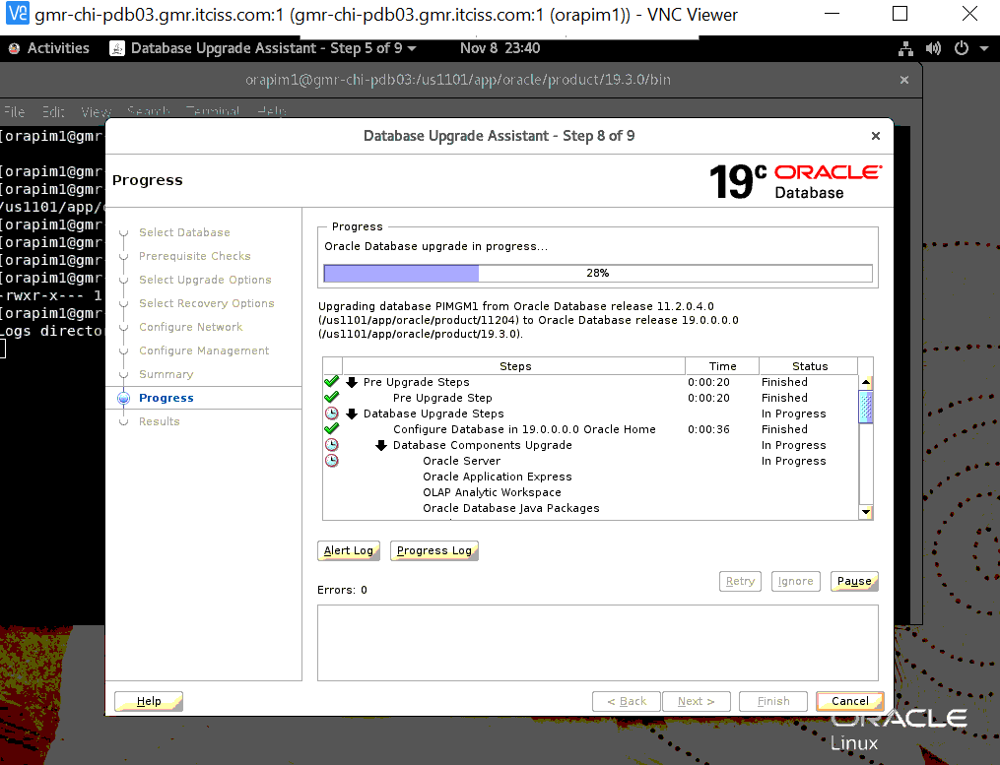 gmr-chi-pdb03.gmr.itciss.com:1 (gmr-chi-pdb03.gmr.itciss.com:1 (orapim1)) - VNC Viewer
Activities Database Upgrade Assistant - Step 5 of 9 Nov 8 23:40
orapim1@gmr-chi-pdb03:/us1101/app/oracle/product/19.3.0/bin
File Edit View Search Terminal Help
[orapim1@gmr
[orapim1@gmr
[orapim1@gmr
/us1101/app/
[orapim1@gmr
[orapim1@gmr
[orapim1@gmr
[orapim1@gmr
-rwxr-x--- 1
[orapim1@gmr
Logs director
Database Upgrade Assistant - Step 8 of 9
Progress
19c ORACLE
Database
Select Database
Prerequisite Checks
Select Upgrade Options
Select Recovery Options
Configure Network
Configure Management
Summary
Progress
Results
Progress
Oracle Database upgrade in progress...
28%
Upgrading database PIMGM1 from Oracle Database release 11.2.0.4.0
(/us1101/app/oracle/product/11204) to Oracle Database release 19.0.0.0.0
(/us1101/app/oracle/product/19.3.0).
Steps Time Status
Pre Upgrade Steps 0:00:20 Finished
Pre Upgrade Step 0:00:20 Finished
Database Upgrade Steps In Progress
Configure Database in 19.0.0.0.0 Oracle Home 0:00:36 Finished
Database Components Upgrade In Progress
Oracle Server In Progress
Oracle Application Express
OLAP Analytic Workspace
Oracle Database Java Packages
Alert Log Progress Log
Retry Ignore Pause
Errors: 0
Help < Back Next > Finish Cancel
ORACLE
Linux